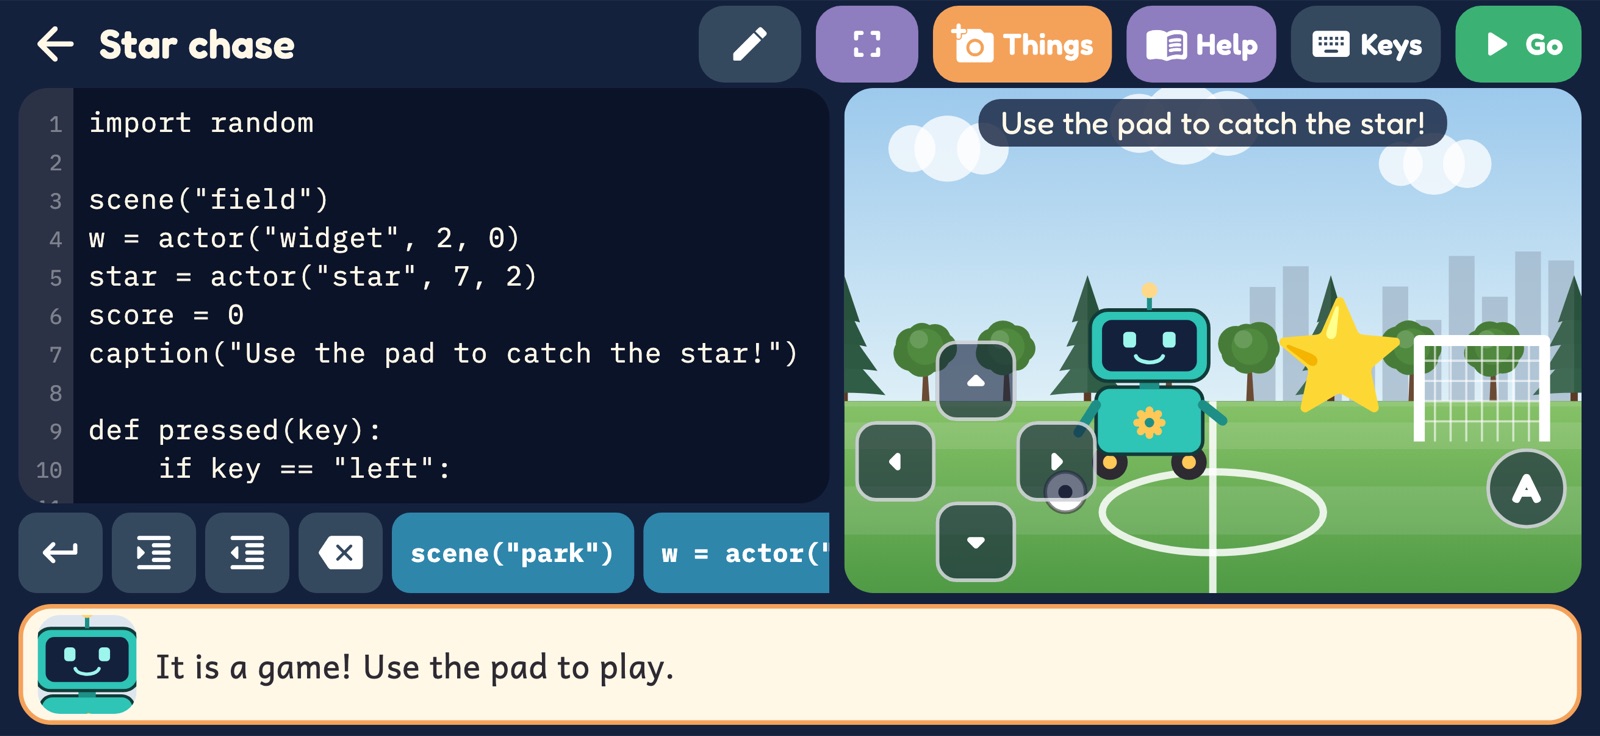 Star chase
Things
Help
Keys
Go
1 import random
2
3 scene("field")
4 w = actor("widget", 2, 0)
5 star = actor("star", 7, 2)
6 score = 0
7 caption("Use the pad to catch the star!")
8
9 def pressed(key):
10     if key == "left":
scene("park")
w = actor("
Use the pad to catch the star!
A
It is a game! Use the pad to play.